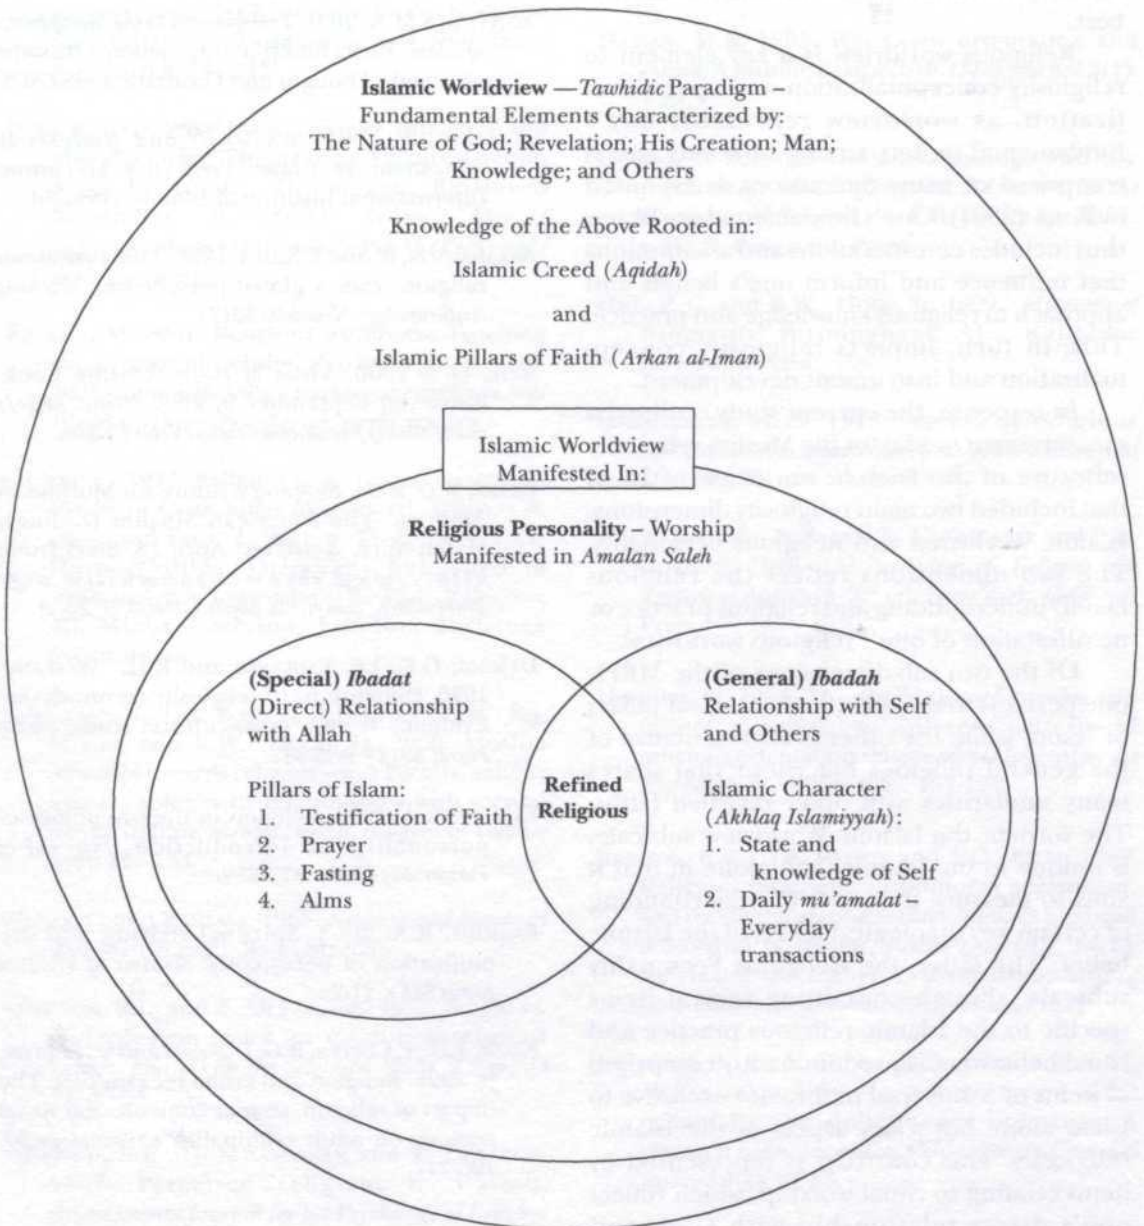 Islamic Worldview —Tawhidic Paradigm –
Fundamental Elements Characterized by:
The Nature of God; Revelation; His Creation; Man;
Knowledge; and Others
Knowledge of the Above Rooted in:
Islamic Creed (Aqidah)
and
Islamic Pillars of Faith (Arkan al-Iman)
Islamic Worldview
Manifested In:
Religious Personality – Worship
Manifested in Amalan Saleh
(Special) Ibadat
(Direct) Relationship
with Allah
Pillars of Islam:
1. Testification of Faith
2. Prayer
3. Fasting
4. Alms
Refined
Religious
(General) Ibadah
Relationship with Self
and Others
Islamic Character
(Akhlaq Islamiyyah):
1. State and
knowledge of Self
2. Daily mu'amalat –
Everyday
transactions